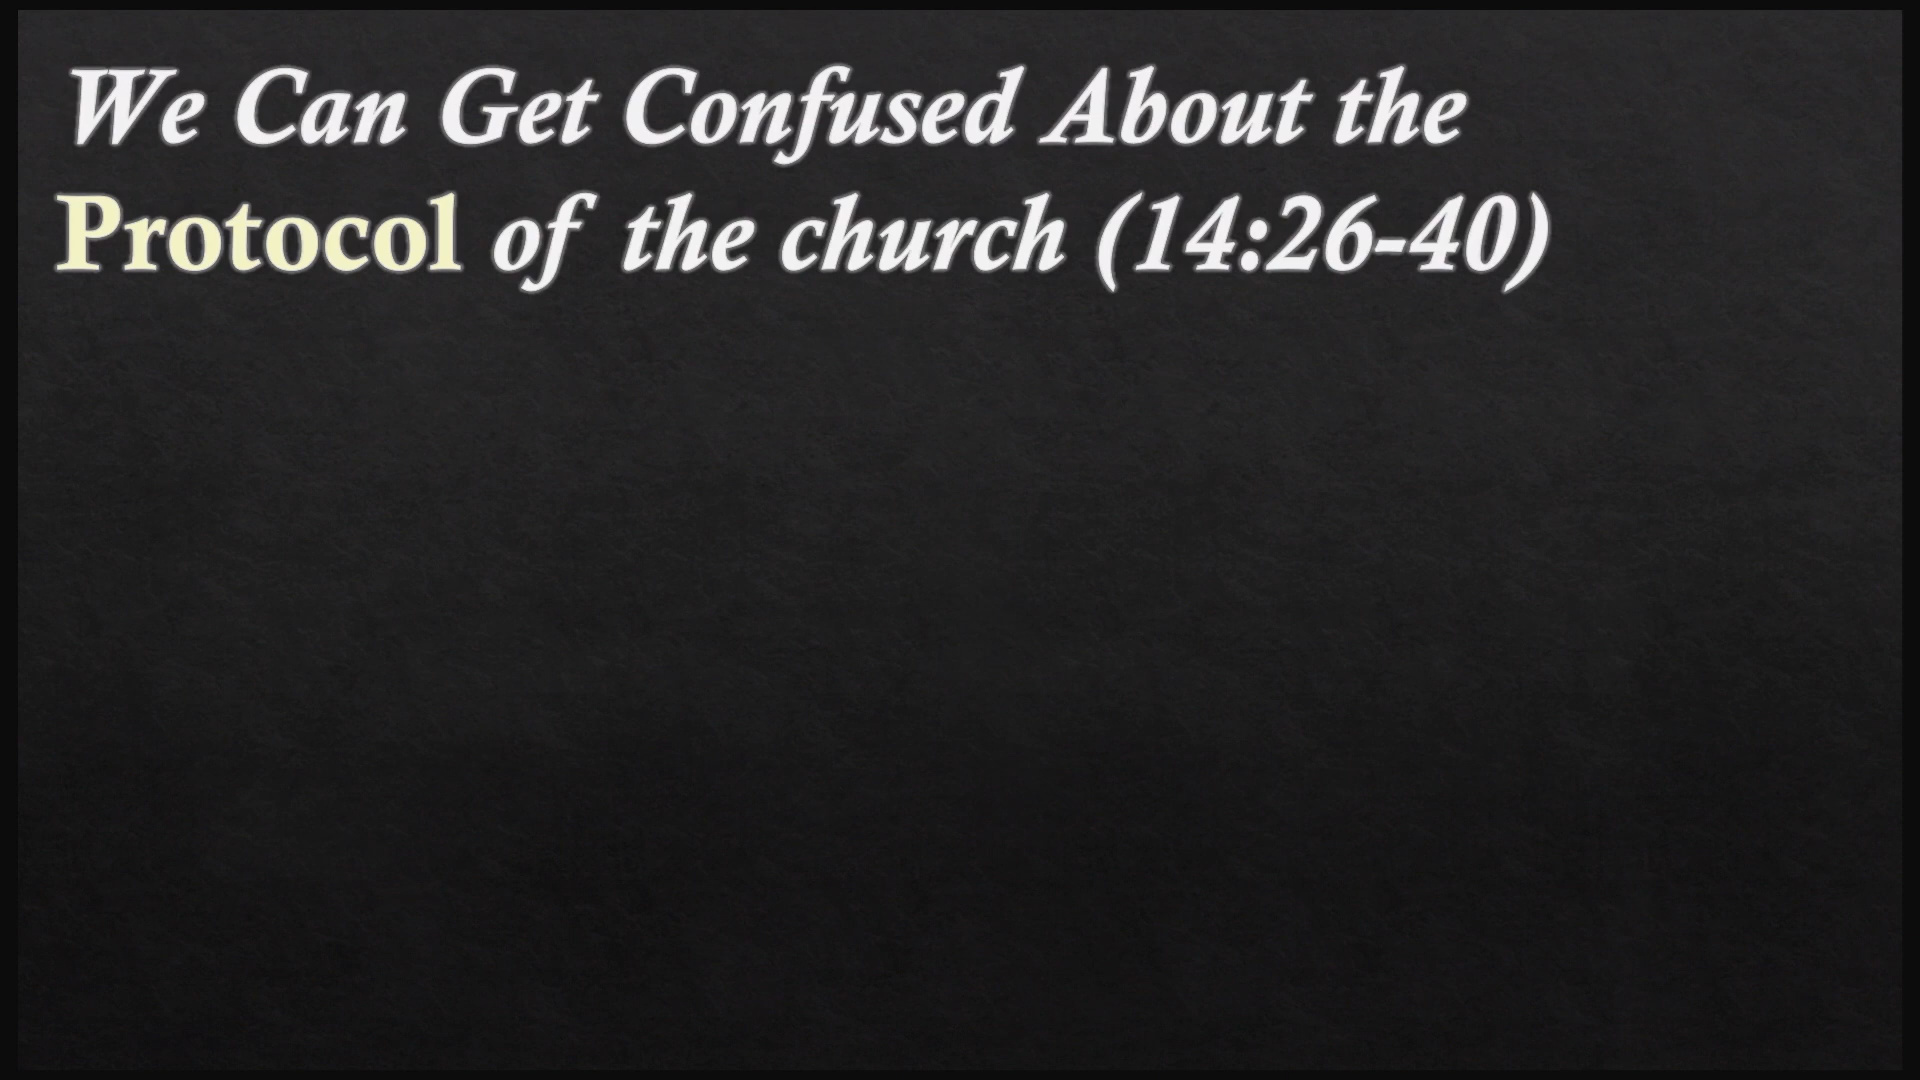 We Can Get Confused About the
Protocol of the church (14:26-40)